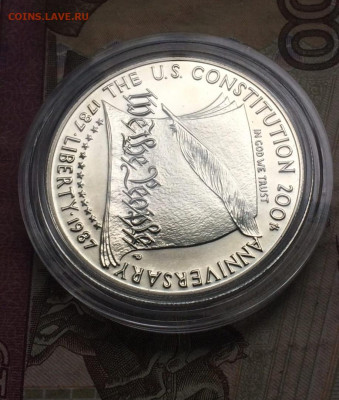 COINS.LAVE.RU
THE U.S. CONSTITUTION 200th
ANNIVERSARY
1787 · LIBERTY · 1987
We the People
IN GOD WE TRUST